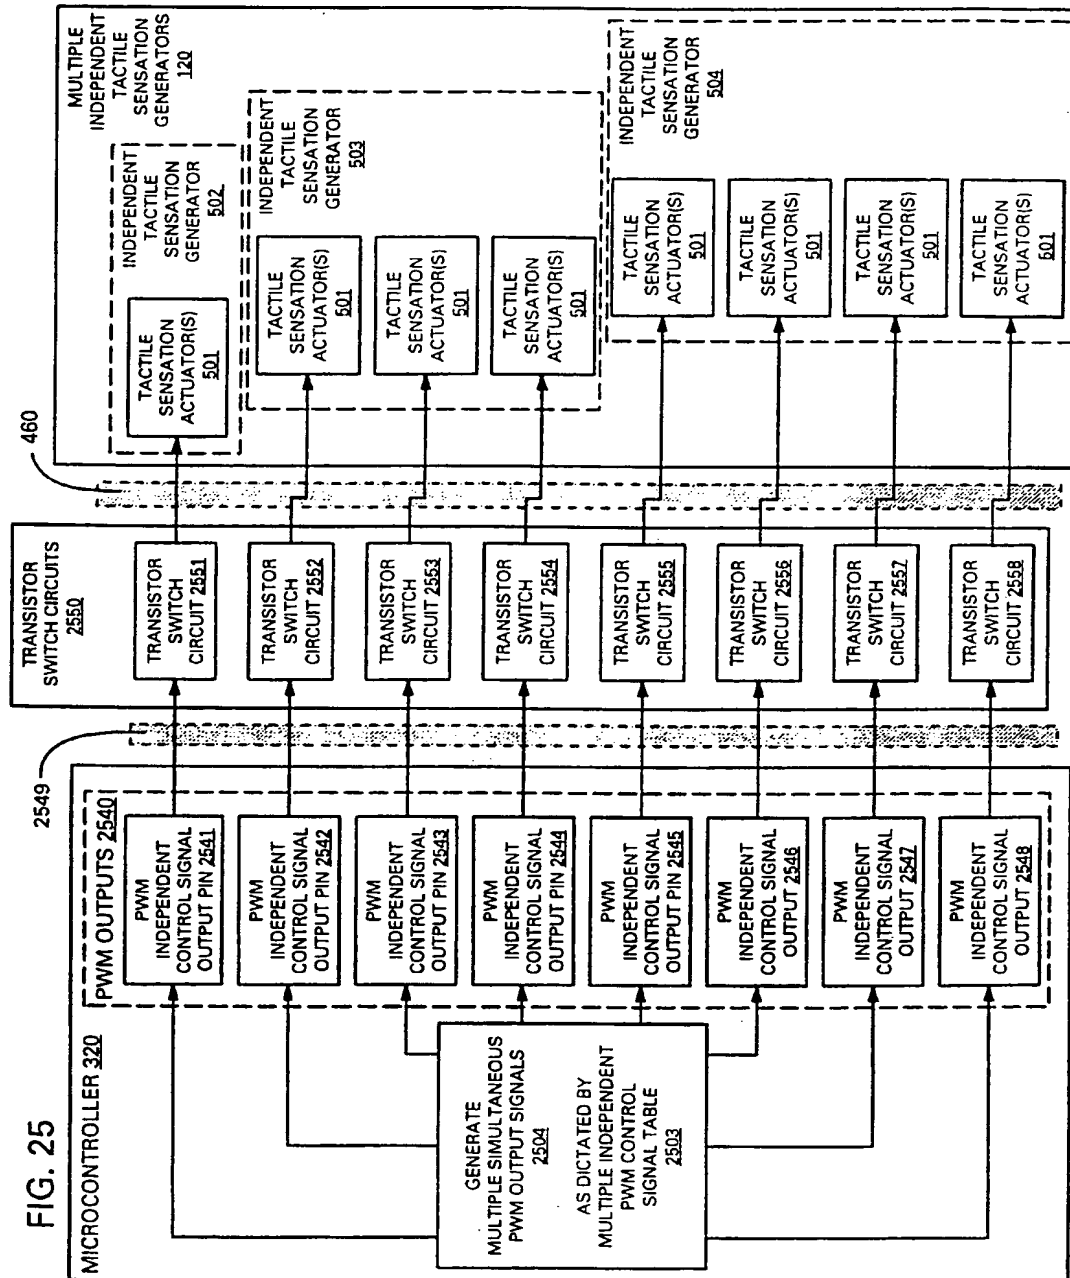 FIG. 25
MICROCONTROLLER 320
GENERATE
MULTIPLE SIMULTANEOUS
PWM OUTPUT SIGNALS
2504
AS DICTATED BY
MULTIPLE INDEPENDENT
PWM CONTROL
SIGNAL TABLE
2503
PWM OUTPUTS 2540
PWM
INDEPENDENT
CONTROL SIGNAL
OUTPUT PIN 2541
PWM
INDEPENDENT
CONTROL SIGNAL
OUTPUT PIN 2542
PWM
INDEPENDENT
CONTROL SIGNAL
OUTPUT PIN 2543
PWM
INDEPENDENT
CONTROL SIGNAL
OUTPUT PIN 2544
PWM
INDEPENDENT
CONTROL SIGNAL
OUTPUT PIN 2545
PWM
INDEPENDENT
CONTROL SIGNAL
OUTPUT 2546
PWM
INDEPENDENT
CONTROL SIGNAL
OUTPUT 2547
PWM
INDEPENDENT
CONTROL SIGNAL
OUTPUT 2548
2549
TRANSISTOR
SWITCH CIRCUITS
2550
TRANSISTOR
SWITCH
CIRCUIT 2551
TRANSISTOR
SWITCH
CIRCUIT 2552
TRANSISTOR
SWITCH
CIRCUIT 2553
TRANSISTOR
SWITCH
CIRCUIT 2554
TRANSISTOR
SWITCH
CIRCUIT 2555
TRANSISTOR
SWITCH
CIRCUIT 2556
TRANSISTOR
SWITCH
CIRCUIT 2557
TRANSISTOR
SWITCH
CIRCUIT 2558
460
MULTIPLE
INDEPENDENT
TACTILE
SENSATION
GENERATORS
120
INDEPENDENT
TACTILE
SENSATION
GENERATOR
502
TACTILE
SENSATION
ACTUATOR(S)
501
INDEPENDENT
TACTILE
SENSATION
GENERATOR
503
TACTILE
SENSATION
ACTUATOR(S)
501
TACTILE
SENSATION
ACTUATOR(S)
501
TACTILE
SENSATION
ACTUATOR(S)
501
INDEPENDENT
TACTILE
SENSATION
GENERATOR
504
TACTILE
SENSATION
ACTUATOR(S)
501
TACTILE
SENSATION
ACTUATOR(S)
501
TACTILE
SENSATION
ACTUATOR(S)
501
TACTILE
SENSATION
ACTUATOR(S)
501